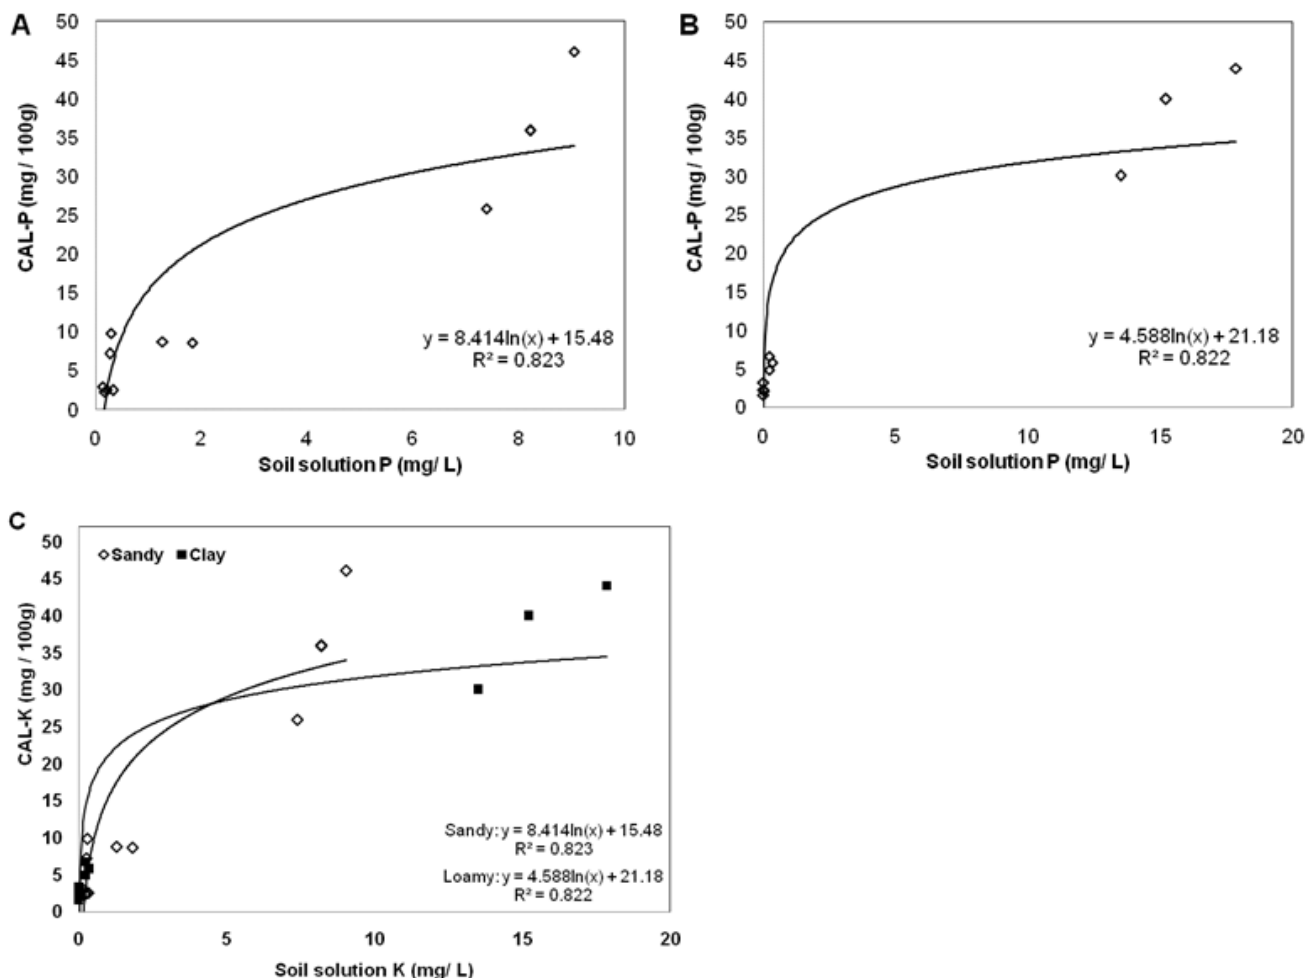 A
CAL-P (mg / 100g)
50
45
40
35
30
25
20
15
10
5
0
y = 8.414ln(x) + 15.48
R² = 0.823
0 2 4 6 8 10
Soil solution P (mg/ L)
B
CAL-P (mg / 100g)
50
45
40
35
30
25
20
15
10
5
0
y = 4.588ln(x) + 21.18
R² = 0.822
0 5 10 15 20
Soil solution P (mg/ L)
C
CAL-K (mg / 100g)
50
45
40
35
30
25
20
15
10
5
0
Sandy Clay
Sandy: y = 8.414ln(x) + 15.48
R² = 0.823
Loamy: y = 4.588ln(x) + 21.18
R² = 0.822
0 5 10 15 20
Soil solution K (mg/ L)